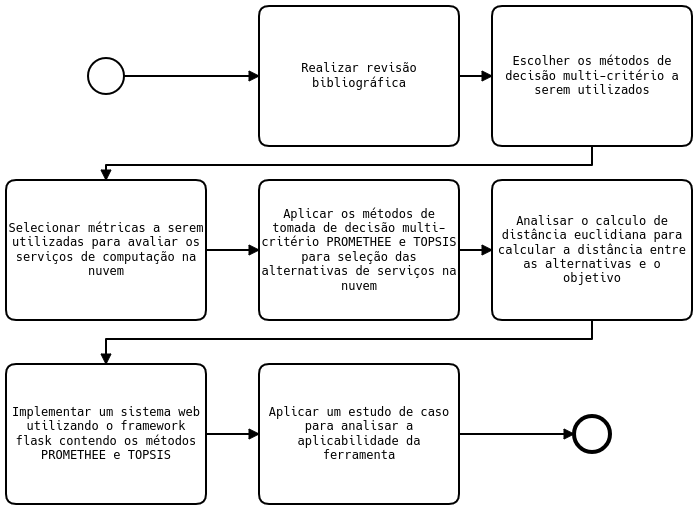 Realizar revisão
bibliográfica
Escolher os métodos de
decisão multi-critério a
serem utilizados
Selecionar métricas a serem
utilizadas para avaliar os
serviços de computação na
nuvem
Aplicar os métodos de
tomada de decisão multi-
critério PROMETHEE e TOPSIS
para seleção das
alternativas de serviços na
nuvem
Analisar o calculo de
distância euclidiana para
calcular a distância entre
as alternativas e o
objetivo
Implementar um sistema web
utilizando o framework
flask contendo os métodos
PROMETHEE e TOPSIS
Aplicar um estudo de caso
para analisar a
aplicabilidade da
ferramenta